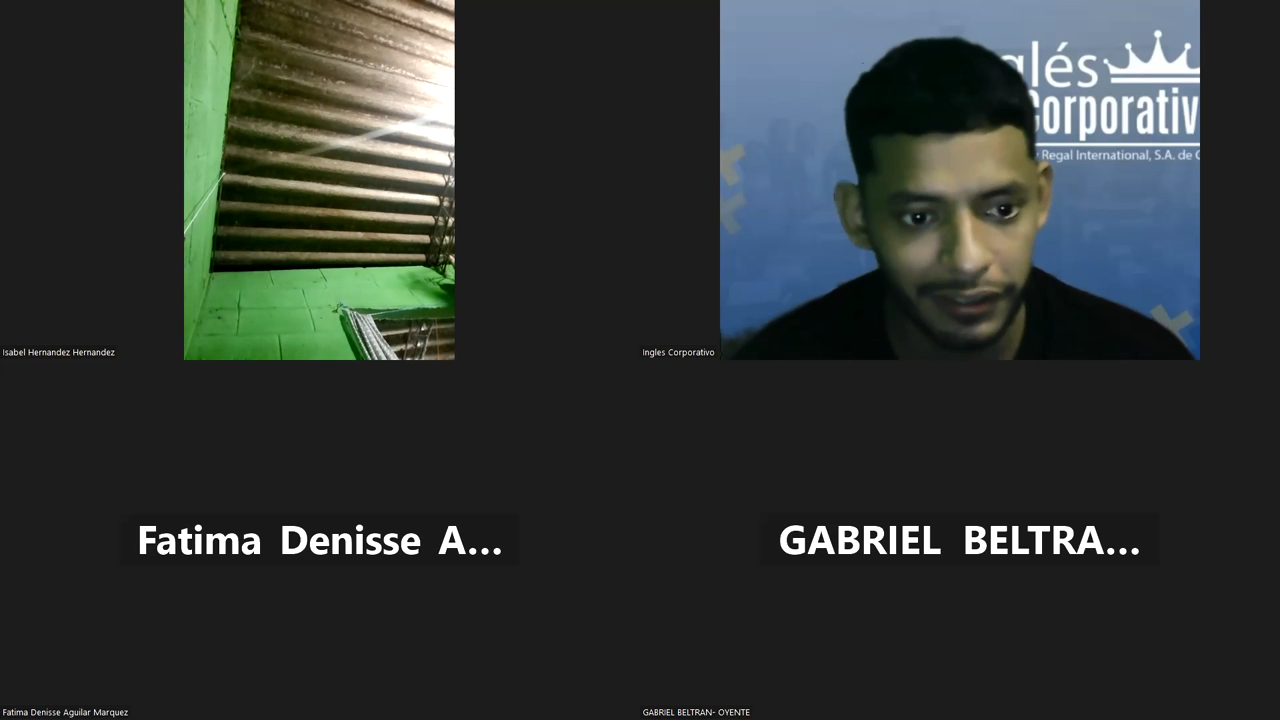 glés
Corporativ
Regal International, S.A. de C
Isabel Hernandez Hernandez
Ingles Corporativo
Fatima Denisse A...
GABRIEL BELTRA...
Fatima Denisse Aguilar Marquez
GABRIEL BELTRAN- OYENTE